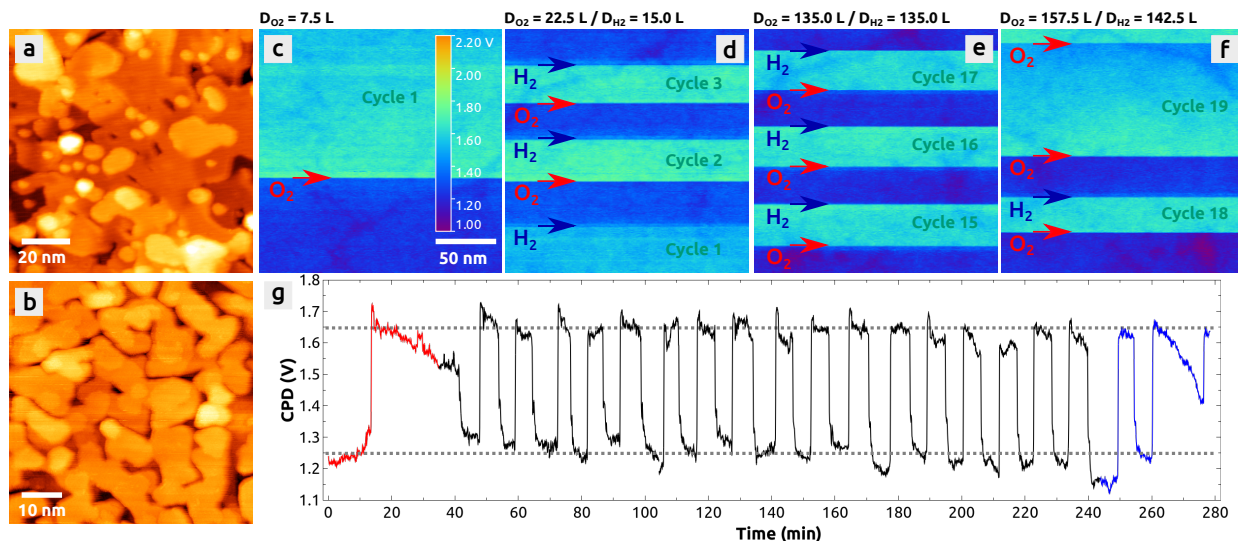 D_O2 = 7.5 L
D_O2 = 22.5 L / D_H2 = 15.0 L
D_O2 = 135.0 L / D_H2 = 135.0 L
D_O2 = 157.5 L / D_H2 = 142.5 L
a
20 nm
b
10 nm
c
Cycle 1
O2
2.20 V
2.00
1.80
1.60
1.40
1.20
1.00
50 nm
d
H2
Cycle 3
O2
H2
Cycle 2
O2
H2
Cycle 1
e
H2
Cycle 17
O2
H2
Cycle 16
O2
H2
Cycle 15
O2
f
O2
Cycle 19
O2
H2
Cycle 18
O2
g
CPD (V)
1.8
1.7
1.6
1.5
1.4
1.3
1.2
1.1
0 20 40 60 80 100 120 140 160 180 200 220 240 260 280
Time (min)